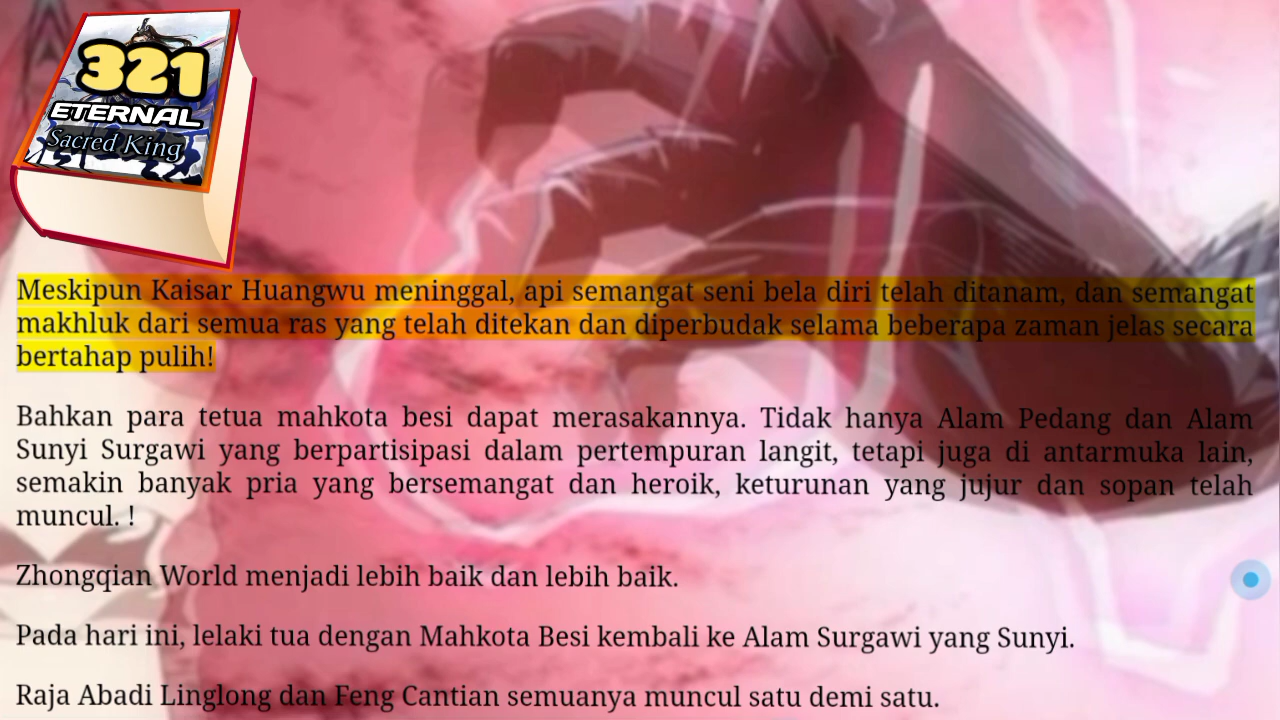 321
ETERNAL
Sacred King
Meskipun Kaisar Huangwu meninggal, api semangat seni bela diri telah ditanam, dan semangat
makhluk dari semua ras yang telah ditekan dan diperbudak selama beberapa zaman jelas secara
bertahap pulih!
Bahkan para tetua mahkota besi dapat merasakannya. Tidak hanya Alam Pedang dan Alam
Sunyi Surgawi yang berpartisipasi dalam pertempuran langit, tetapi juga di antarmuka lain,
semakin banyak pria yang bersemangat dan heroik, keturunan yang jujur dan sopan telah
muncul. !
Zhongqian World menjadi lebih baik dan lebih baik.
Pada hari ini, lelaki tua dengan Mahkota Besi kembali ke Alam Surgawi yang Sunyi.
Raja Abadi Linglong dan Feng Cantian semuanya muncul satu demi satu.